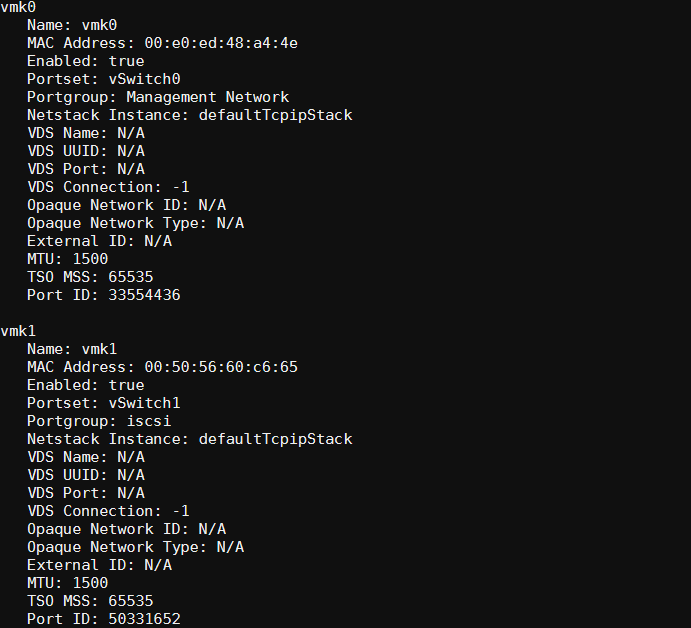 vmk0
Name: vmk0
MAC Address: 00:e0:ed:48:a4:4e
Enabled: true
Portset: vSwitch0
Portgroup: Management Network
Netstack Instance: defaultTcpipStack
VDS Name: N/A
VDS UUID: N/A
VDS Port: N/A
VDS Connection: -1
Opaque Network ID: N/A
Opaque Network Type: N/A
External ID: N/A
MTU: 1500
TSO MSS: 65535
Port ID: 33554436

vmk1
Name: vmk1
MAC Address: 00:50:56:60:c6:65
Enabled: true
Portset: vSwitch1
Portgroup: iscsi
Netstack Instance: defaultTcpipStack
VDS Name: N/A
VDS UUID: N/A
VDS Port: N/A
VDS Connection: -1
Opaque Network ID: N/A
Opaque Network Type: N/A
External ID: N/A
MTU: 1500
TSO MSS: 65535
Port ID: 50331652